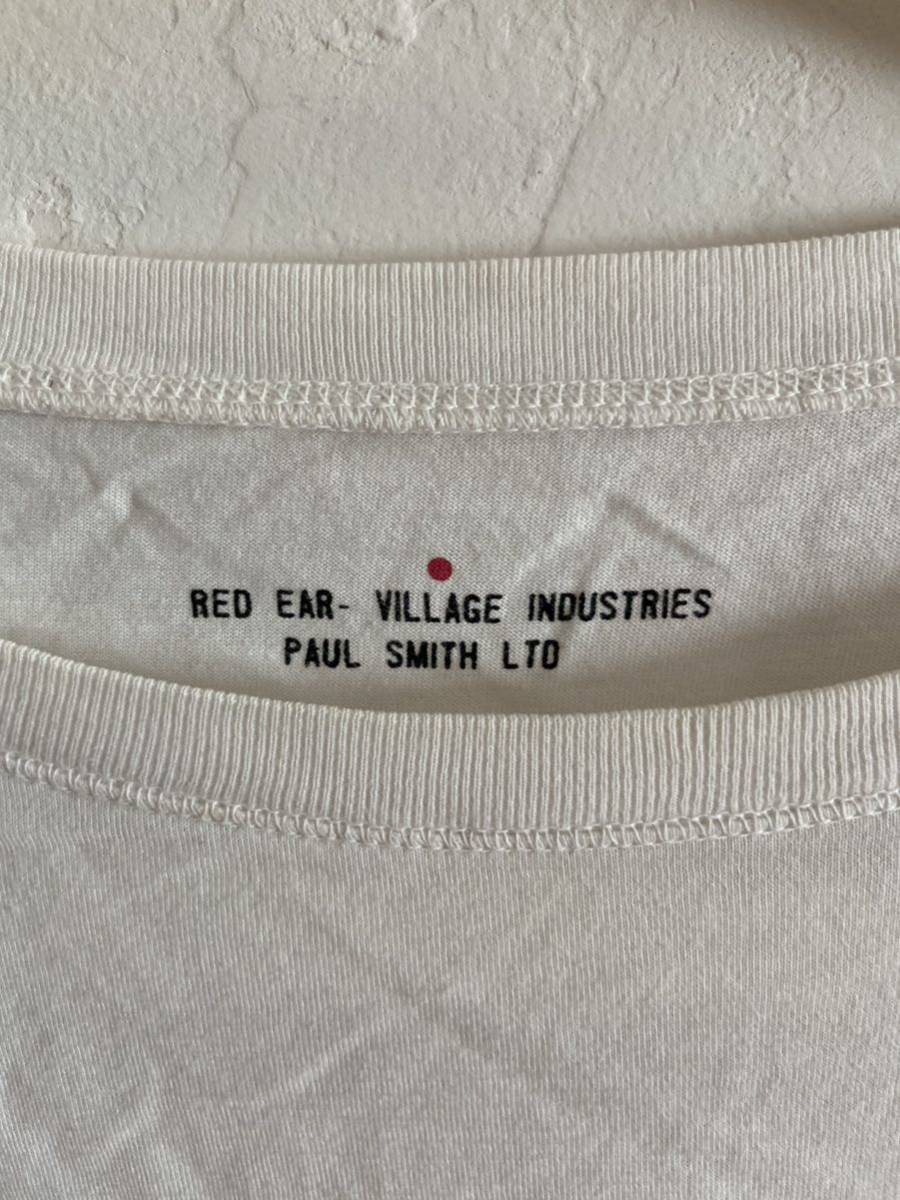 RED EAR- VILLAGE INDUSTRIES
PAUL SMITH LTD